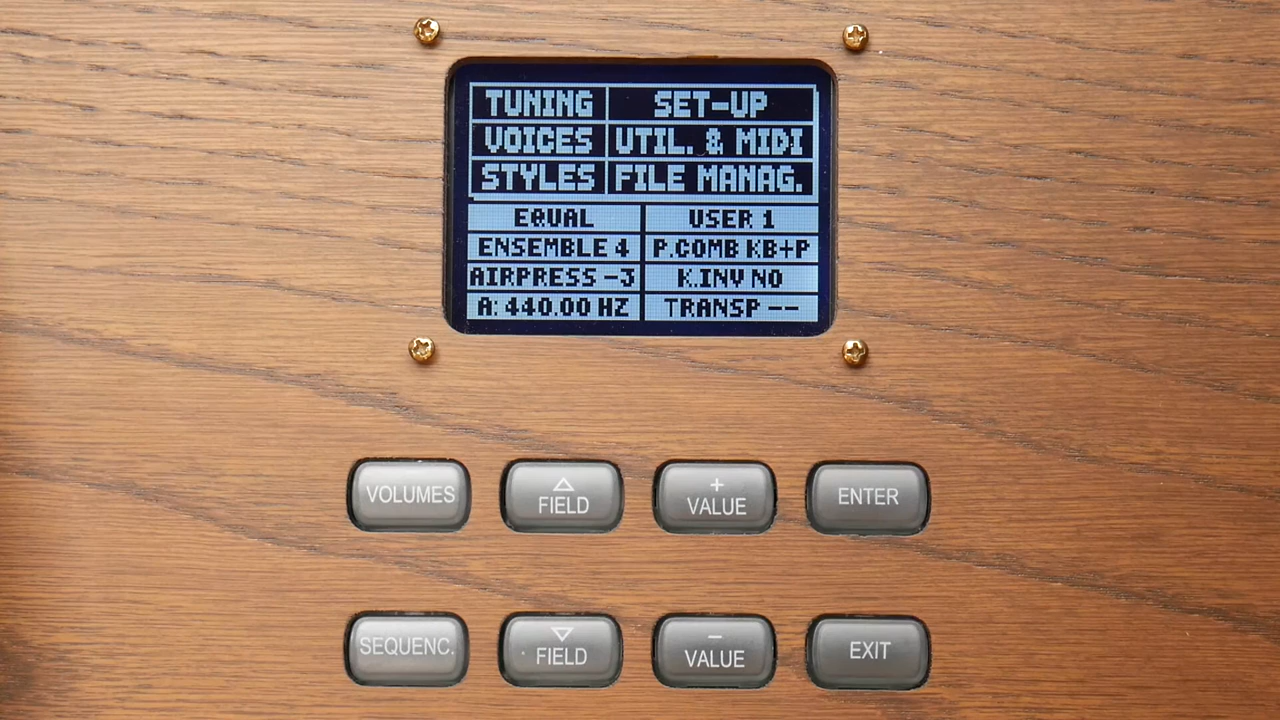 TUNING SET-UP
VOICES UTIL. & MIDI
STYLES FILE MANAG.
EQUAL USER 1
ENSEMBLE 4 P.COMB KB+P
AIRPRESS -3 K.INV NO
A: 440.00 HZ TRANSP --
VOLUMES △ FIELD + VALUE ENTER
SEQUENC. ▽ FIELD - VALUE EXIT